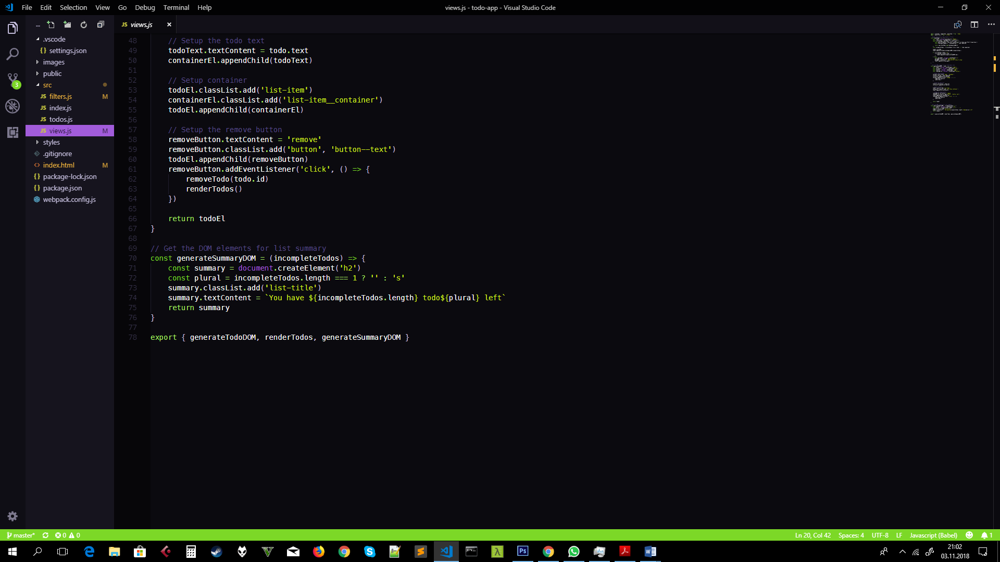 File Edit Selection View Go Debug Terminal Help
views.js - todo-app - Visual Studio Code
...
JS views.js
.vscode
{} settings.json
images
public
src
JS filters.js M
JS index.js
JS todos.js
JS views.js M
styles
.gitignore
<> index.html M
{} package-lock.json
{} package.json
webpack.config.js
3
48 // Setup the todo text
49 todoText.textContent = todo.text
50 containerEl.appendChild(todoText)
51
52 // Setup container
53 todoEl.classList.add('list-item')
54 containerEl.classList.add('list-item__container')
55 todoEl.appendChild(containerEl)
56
57 // Setup the remove button
58 removeButton.textContent = 'remove'
59 removeButton.classList.add('button', 'button--text')
60 todoEl.appendChild(removeButton)
61 removeButton.addEventListener('click', () => {
62 removeTodo(todo.id)
63 renderTodos()
64 })
65
66 return todoEl
67 }
68
69 // Get the DOM elements for list summary
70 const generateSummaryDOM = (incompleteTodos) => {
71 const summary = document.createElement('h2')
72 const plural = incompleteTodos.length === 1 ? '' : 's'
73 summary.classList.add('list-title')
74 summary.textContent = `You have ${incompleteTodos.length} todo${plural} left`
75 return summary
76 }
77
78 export { generateTodoDOM, renderTodos, generateSummaryDOM }
master* 0 0
Ln 20, Col 42 Spaces: 4 UTF-8 LF Javascript (Babel) 1
21:02
03.11.2018